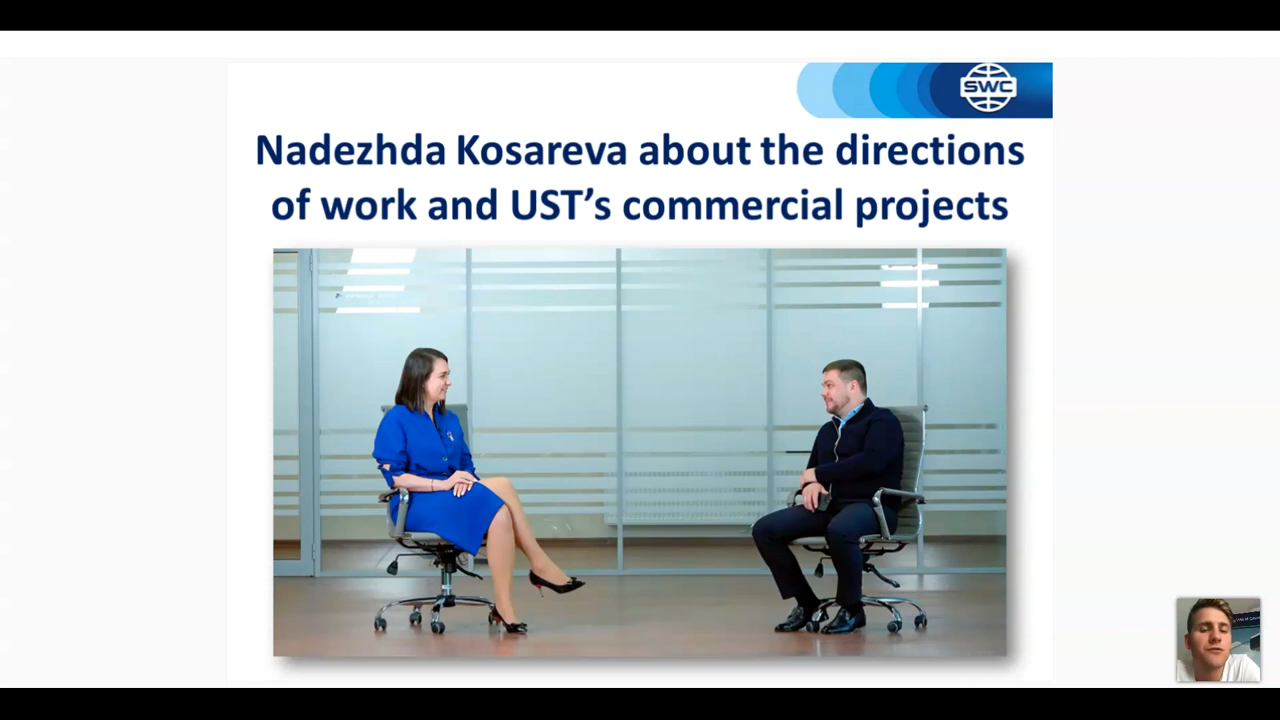 SWC
Nadezhda Kosareva about the directions
of work and UST’s commercial projects